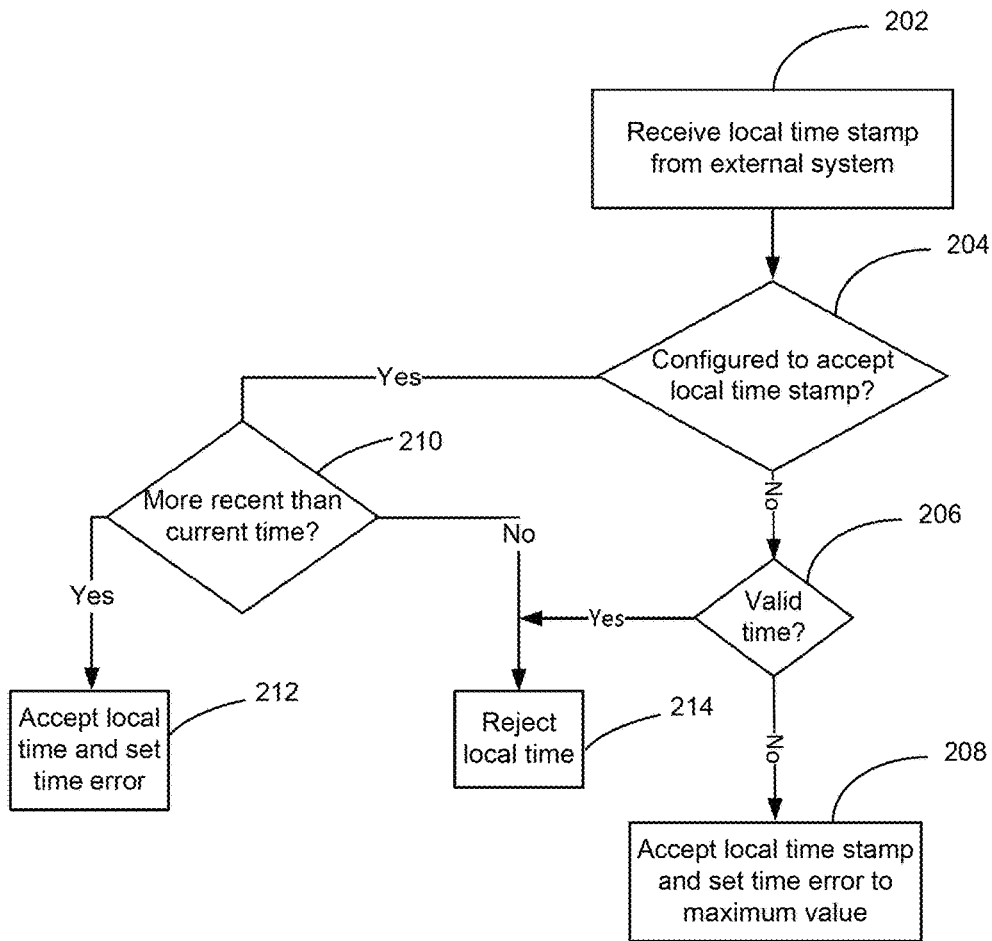 202
Receive local time stamp
from external system
204
Configured to accept
local time stamp?
Yes
210
More recent than
current time?
No
No
206
Valid
time?
Yes
Yes
212
Accept local
time and set
time error
214
Reject
local time
No
208
Accept local time stamp
and set time error to
maximum value